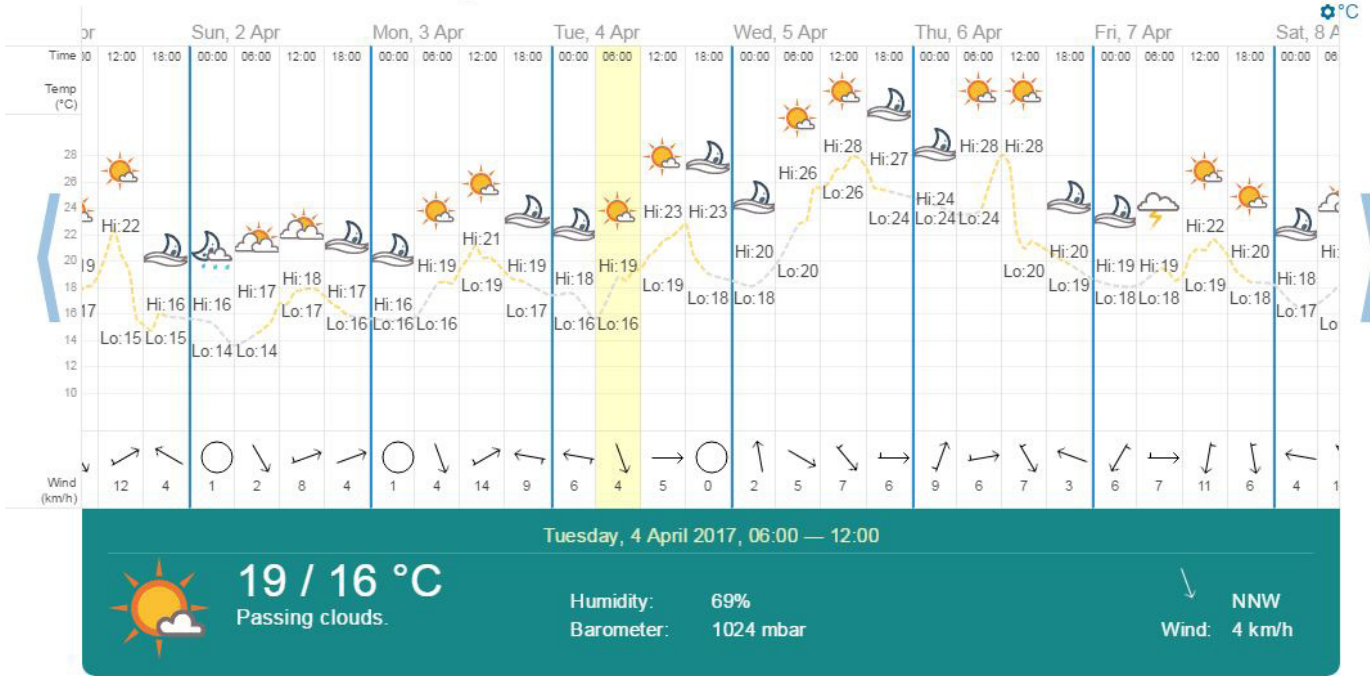 °C
pr Sun, 2 Apr Mon, 3 Apr Tue, 4 Apr Wed, 5 Apr Thu, 6 Apr Fri, 7 Apr Sat, 8 A
Time 00 12:00 18:00 00:00 06:00 12:00 18:00 00:00 06:00 12:00 18:00 00:00 06:00 12:00 18:00 00:00 06:00 12:00 18:00 00:00 06:00 12:00 18:00 00:00 06:00 12:00 18:00 00:00 06
Temp
(°C)
28
26
24
22
20
18
16
14
12
10
19 Hi:22 Hi:16 Hi:16 Hi:17 Hi:18 Hi:17 Hi:16 Hi:19 Hi:21 Hi:19 Hi:18 Hi:19 Hi:23 Hi:23 Hi:20 Hi:26 Hi:28 Hi:27 Hi:24 Hi:28 Hi:28 Hi:20 Hi:19 Hi:19 Hi:22 Hi:20 Hi:18 Hi:
17 Lo:15 Lo:15 Lo:14 Lo:14 Lo:17 Lo:16 Lo:16 Lo:16 Lo:19 Lo:17 Lo:16 Lo:16 Lo:19 Lo:18 Lo:18 Lo:20 Lo:26 Lo:24 Lo:24 Lo:24 Lo:20 Lo:19 Lo:18 Lo:18 Lo:19 Lo:18 Lo:17 Lo:
Wind
(km/h)
12 4 1 2 8 4 1 4 14 9 6 4 5 0 2 5 7 6 9 6 7 3 6 7 11 6 4 1
Tuesday, 4 April 2017, 06:00 — 12:00
19 / 16 °C
Passing clouds.
Humidity: 69%
Barometer: 1024 mbar
NNW
Wind: 4 km/h